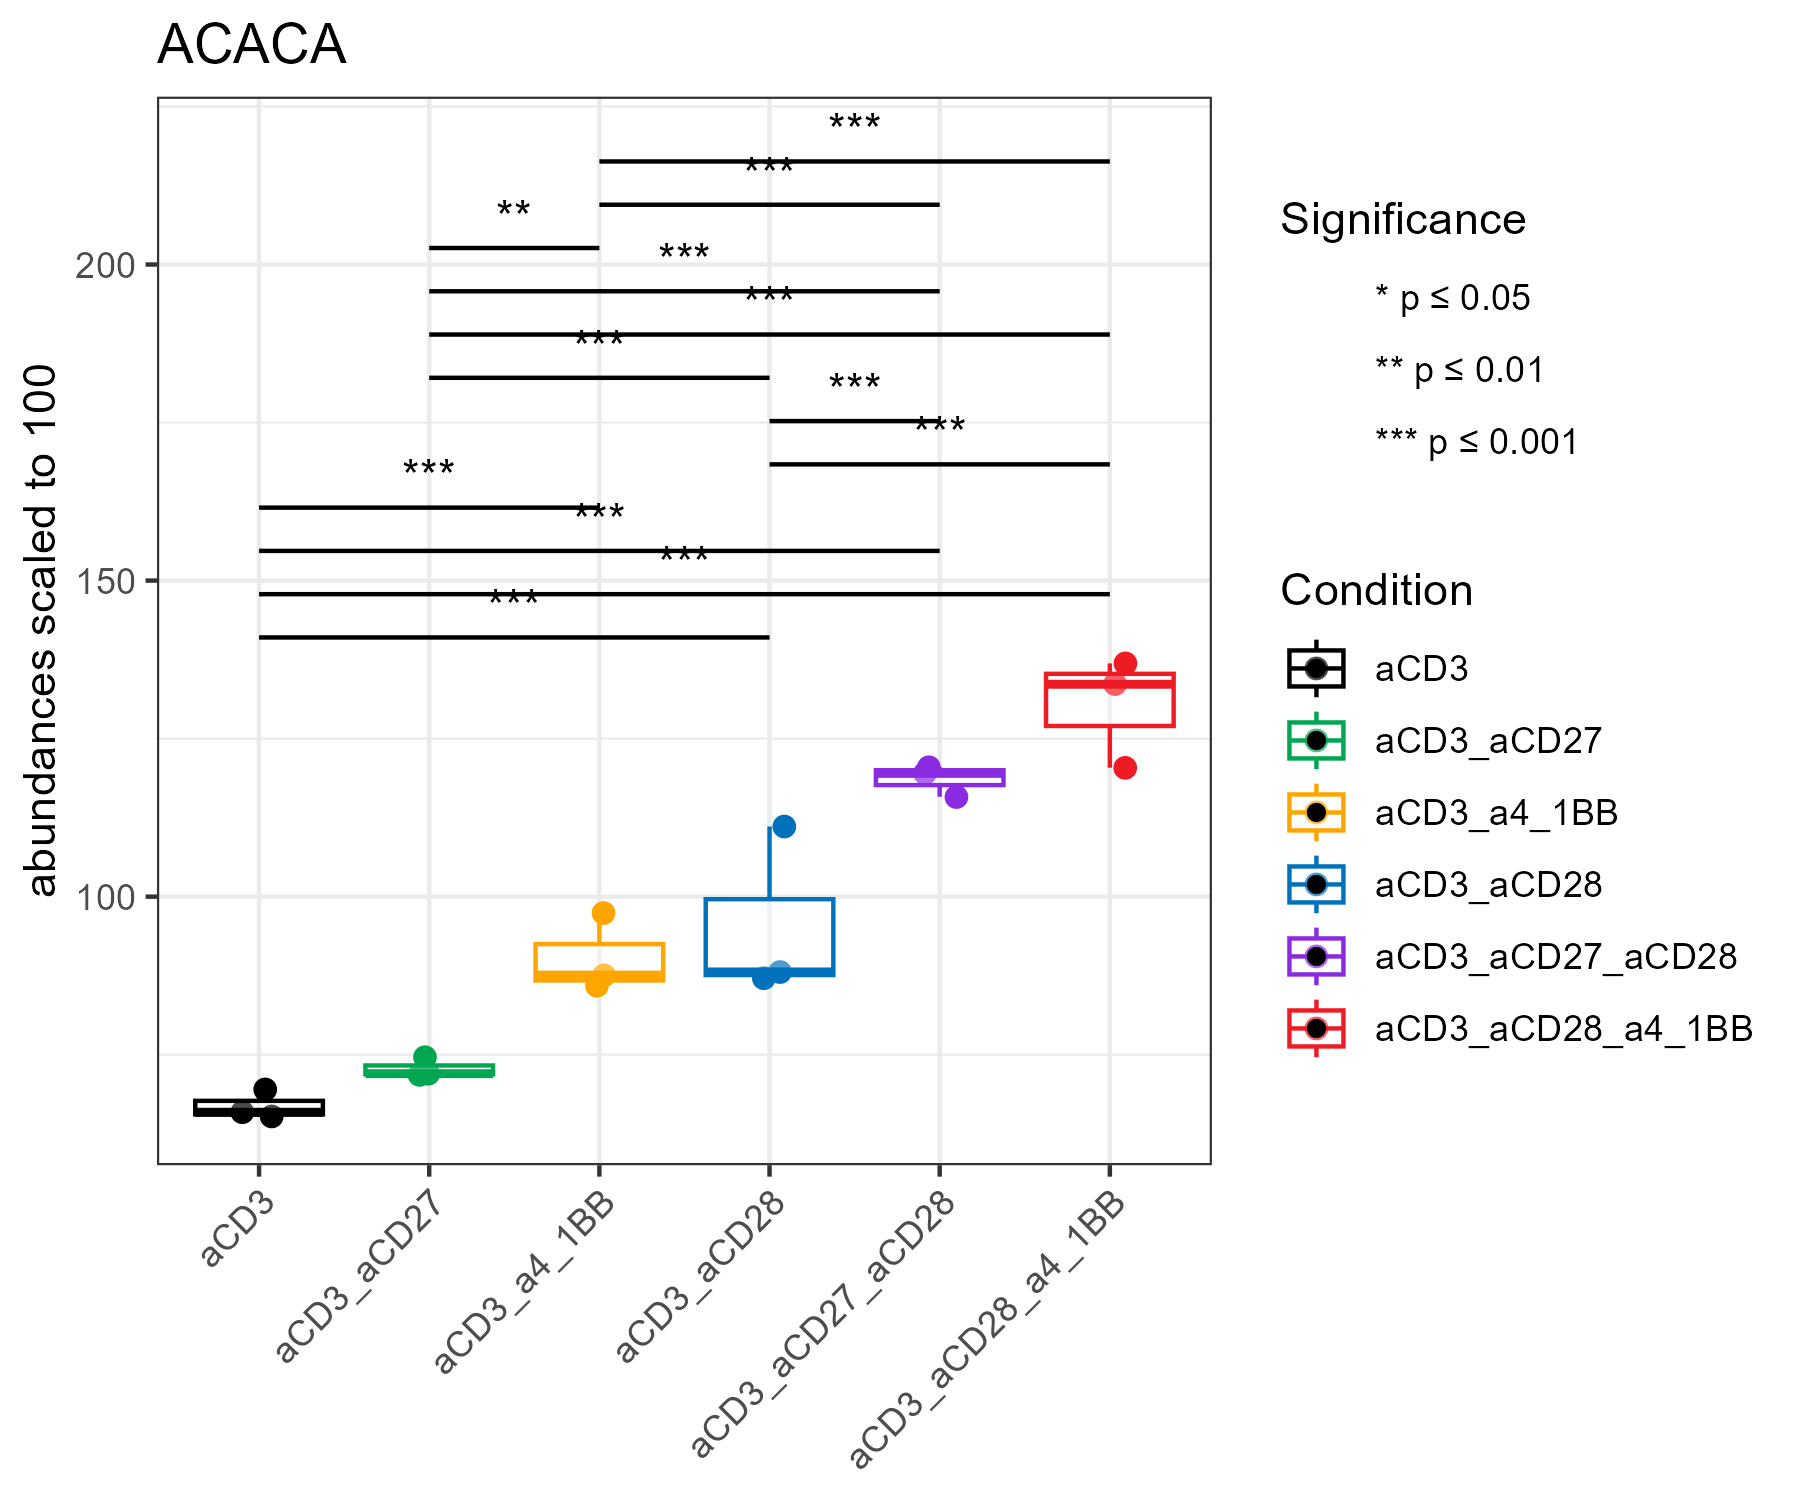 ACACA
***
***
**
***
***
***
***
***
***
***
***
***
200
150
100
abundances scaled to 100
aCD3
aCD3_aCD27
aCD3_a4_1BB
aCD3_aCD28
aCD3_aCD27_aCD28
aCD3_aCD28_a4_1BB
Significance
* p ≤ 0.05
** p ≤ 0.01
*** p ≤ 0.001
Condition
aCD3
aCD3_aCD27
aCD3_a4_1BB
aCD3_aCD28
aCD3_aCD27_aCD28
aCD3_aCD28_a4_1BB